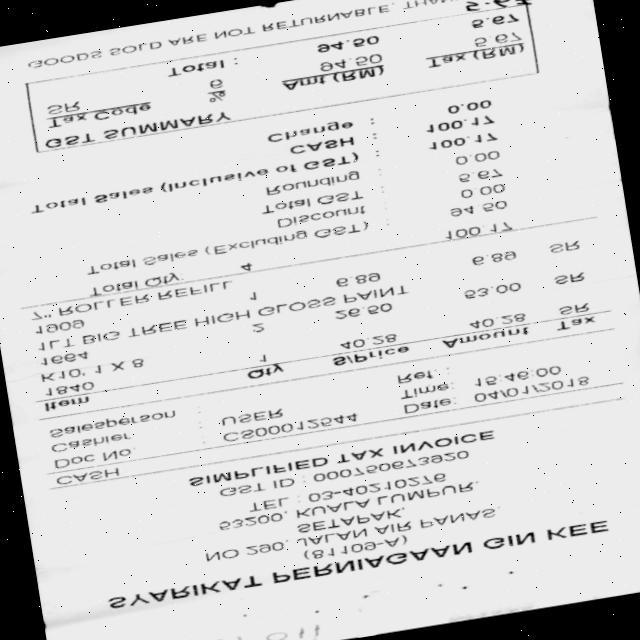 SYARIKAT PERNIAGAAN GIN KEE
(81109-A)
NO 290, JALAN AIR PANAS.
SETAPAK,
53200, KUALA LUMPUR.
TEL : 03-40210276
GST ID : 000750673920
SIMPLIFIED TAX INVOICE
CASH
Doc No. : CS00012544 Date: 04/01/2018
Cashier : USER Time: 15:46:00
Salesperson : Ref.:
Item Qty S/Price Amount Tax
1840 1 40.28 40.28 SR
K10, 1 X 8
1664 2 26.50 53.00 SR
1LT BIG TREE HIGH GLOSS PAINT
1909 1 6.89 6.89 SR
7" ROLLER REFILL
Total Qty: 4 100.17
Total Sales (Excluding GST) : 94.50
Discount : 0.00
Total GST : 5.67
Rounding : 0.00
Total Sales (Inclusive of GST) : 100.17
CASH : 100.17
Change : 0.00
GST SUMMARY
Tax Code % Amt (RM) Tax (RM)
SR 6 94.50 5.67
Total : 94.50 5.67
GOODS SOLD ARE NOT RETURNABLE,